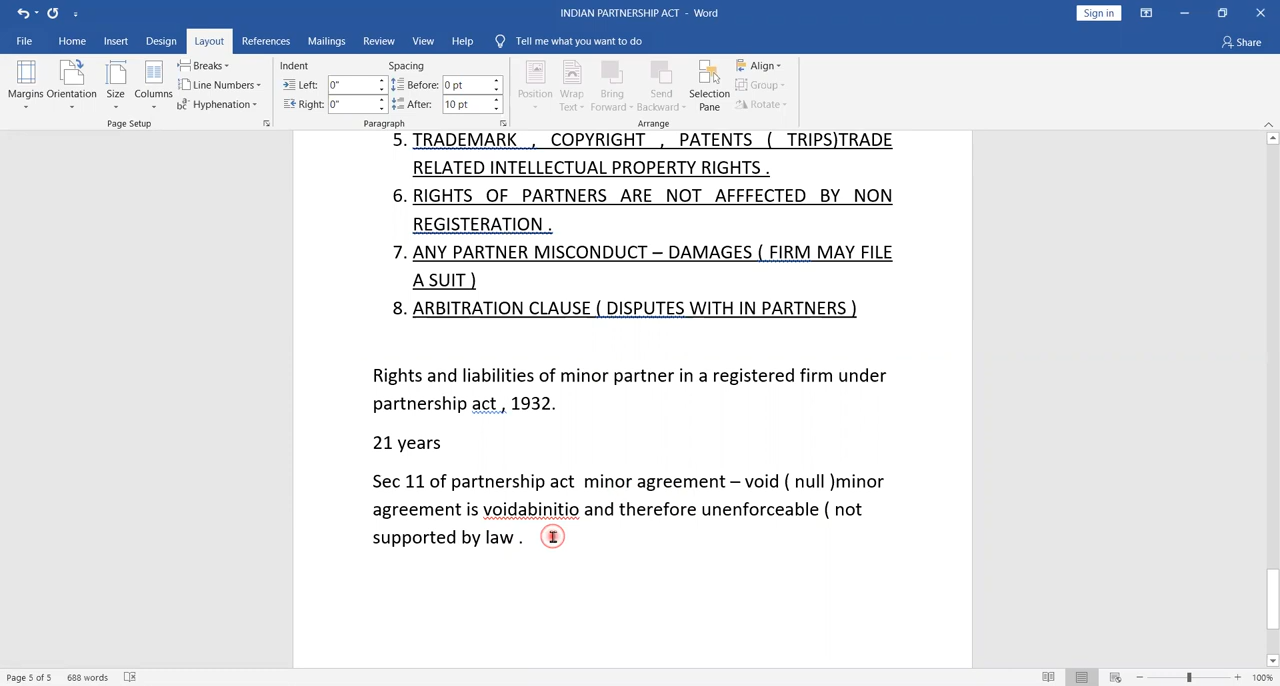 INDIAN PARTNERSHIP ACT - Word
Sign in
File Home Insert Design Layout References Mailings Review View Help Tell me what you want to do
Share
Margins Orientation Size Columns
Breaks
Line Numbers
Hyphenation
Page Setup
Indent
Left: 0"
Right: 0"
Spacing
Before: 0 pt
After: 10 pt
Paragraph
Position Wrap Text Bring Forward Send Backward Selection Pane
Align
Group
Rotate
Arrange
5. TRADEMARK , COPYRIGHT , PATENTS ( TRIPS)TRADE
RELATED INTELLECTUAL PROPERTY RIGHTS .
6. RIGHTS OF PARTNERS ARE NOT AFFFECTED BY NON
REGISTERATION .
7. ANY PARTNER MISCONDUCT – DAMAGES ( FIRM MAY FILE
A SUIT )
8. ARBITRATION CLAUSE ( DISPUTES WITH IN PARTNERS )
Rights and liabilities of minor partner in a registered firm under
partnership act , 1932.
21 years
Sec 11 of partnership act  minor agreement – void ( null )minor
agreement is voidabinitio and therefore unenforceable ( not
supported by law .
Page 5 of 5 688 words
100%